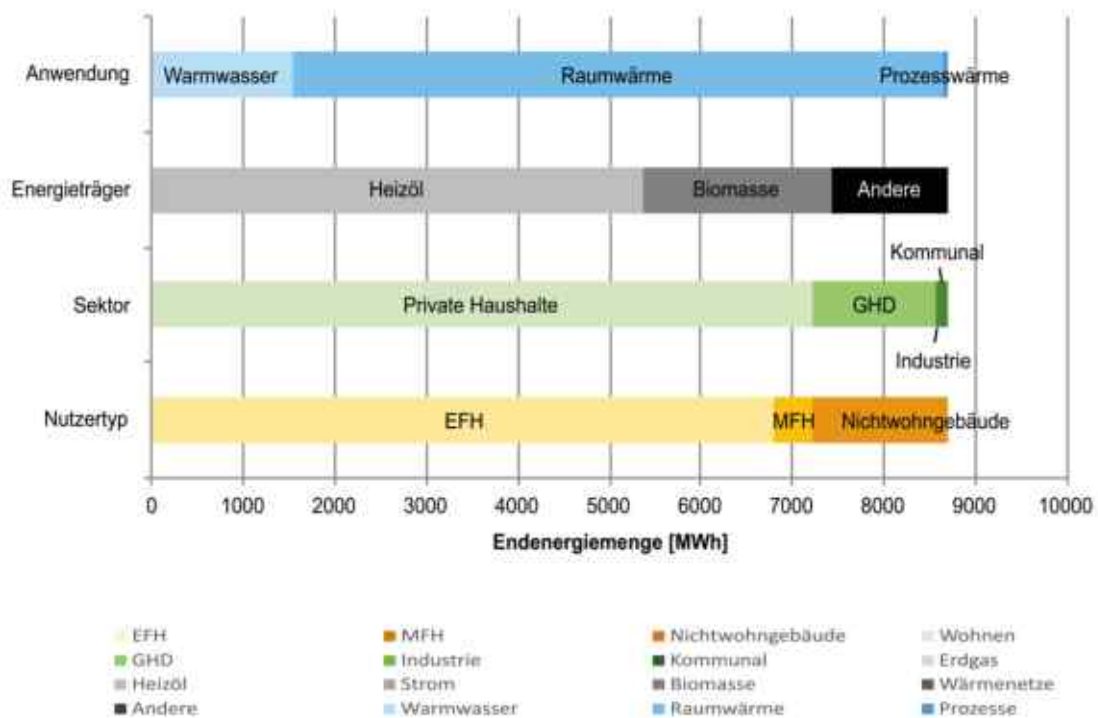 Anwendung Warmwasser Raumwärme Prozesswärme
Energieträger Heizöl Biomasse Andere
Kommunal
Sektor Private Haushalte GHD
Industrie
Nutzertyp EFH MFH Nichtwohngebäude
0 1000 2000 3000 4000 5000 6000 7000 8000 9000 10000
Endenergiemenge [MWh]
EFH MFH Nichtwohngebäude Wohnen
GHD Industrie Kommunal Erdgas
Heizöl Strom Biomasse Wärmenetze
Andere Warmwasser Raumwärme Prozesse